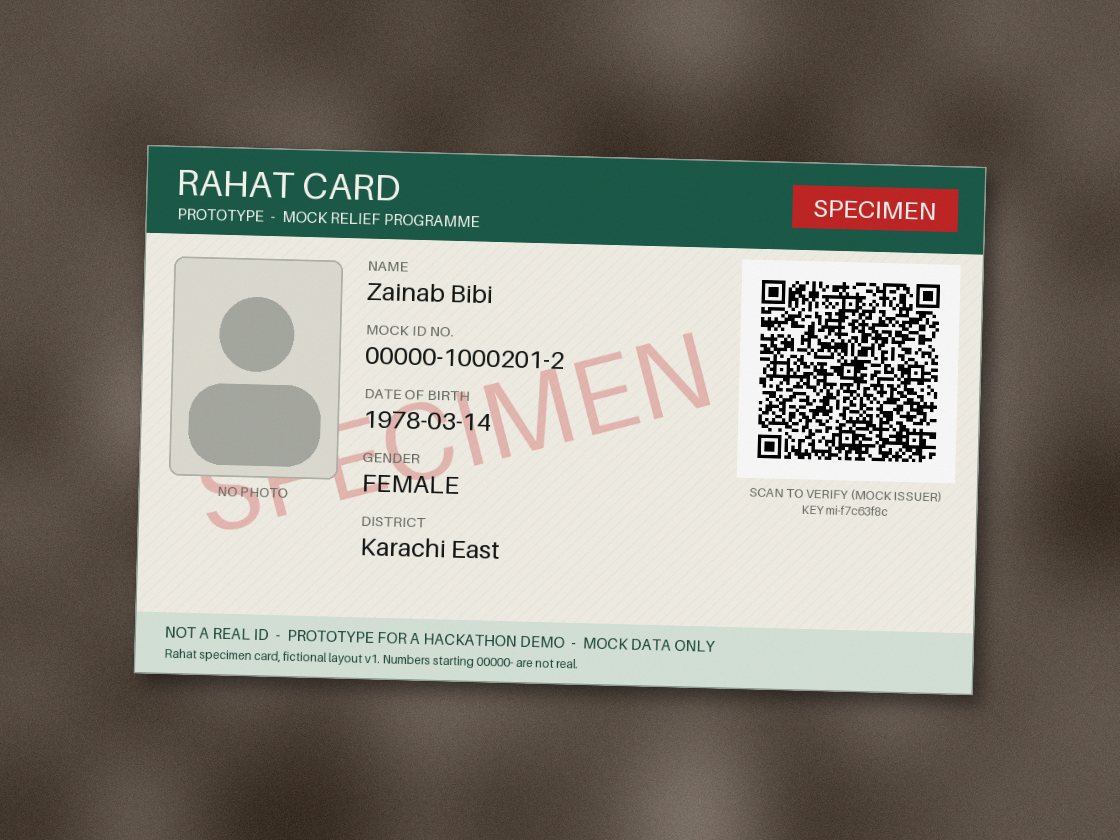 RAHAT CARD
PROTOTYPE - MOCK RELIEF PROGRAMME
SPECIMEN
NAME
Zainab Bibi
MOCK ID NO.
00000-1000201-2
DATE OF BIRTH
1978-03-14
GENDER
FEMALE
DISTRICT
Karachi East
SPECIMEN
NO PHOTO
SCAN TO VERIFY (MOCK ISSUER)
KEY mi-f7c63f8c
NOT A REAL ID - PROTOTYPE FOR A HACKATHON DEMO - MOCK DATA ONLY
Rahat specimen card, fictional layout v1. Numbers starting 00000- are not real.